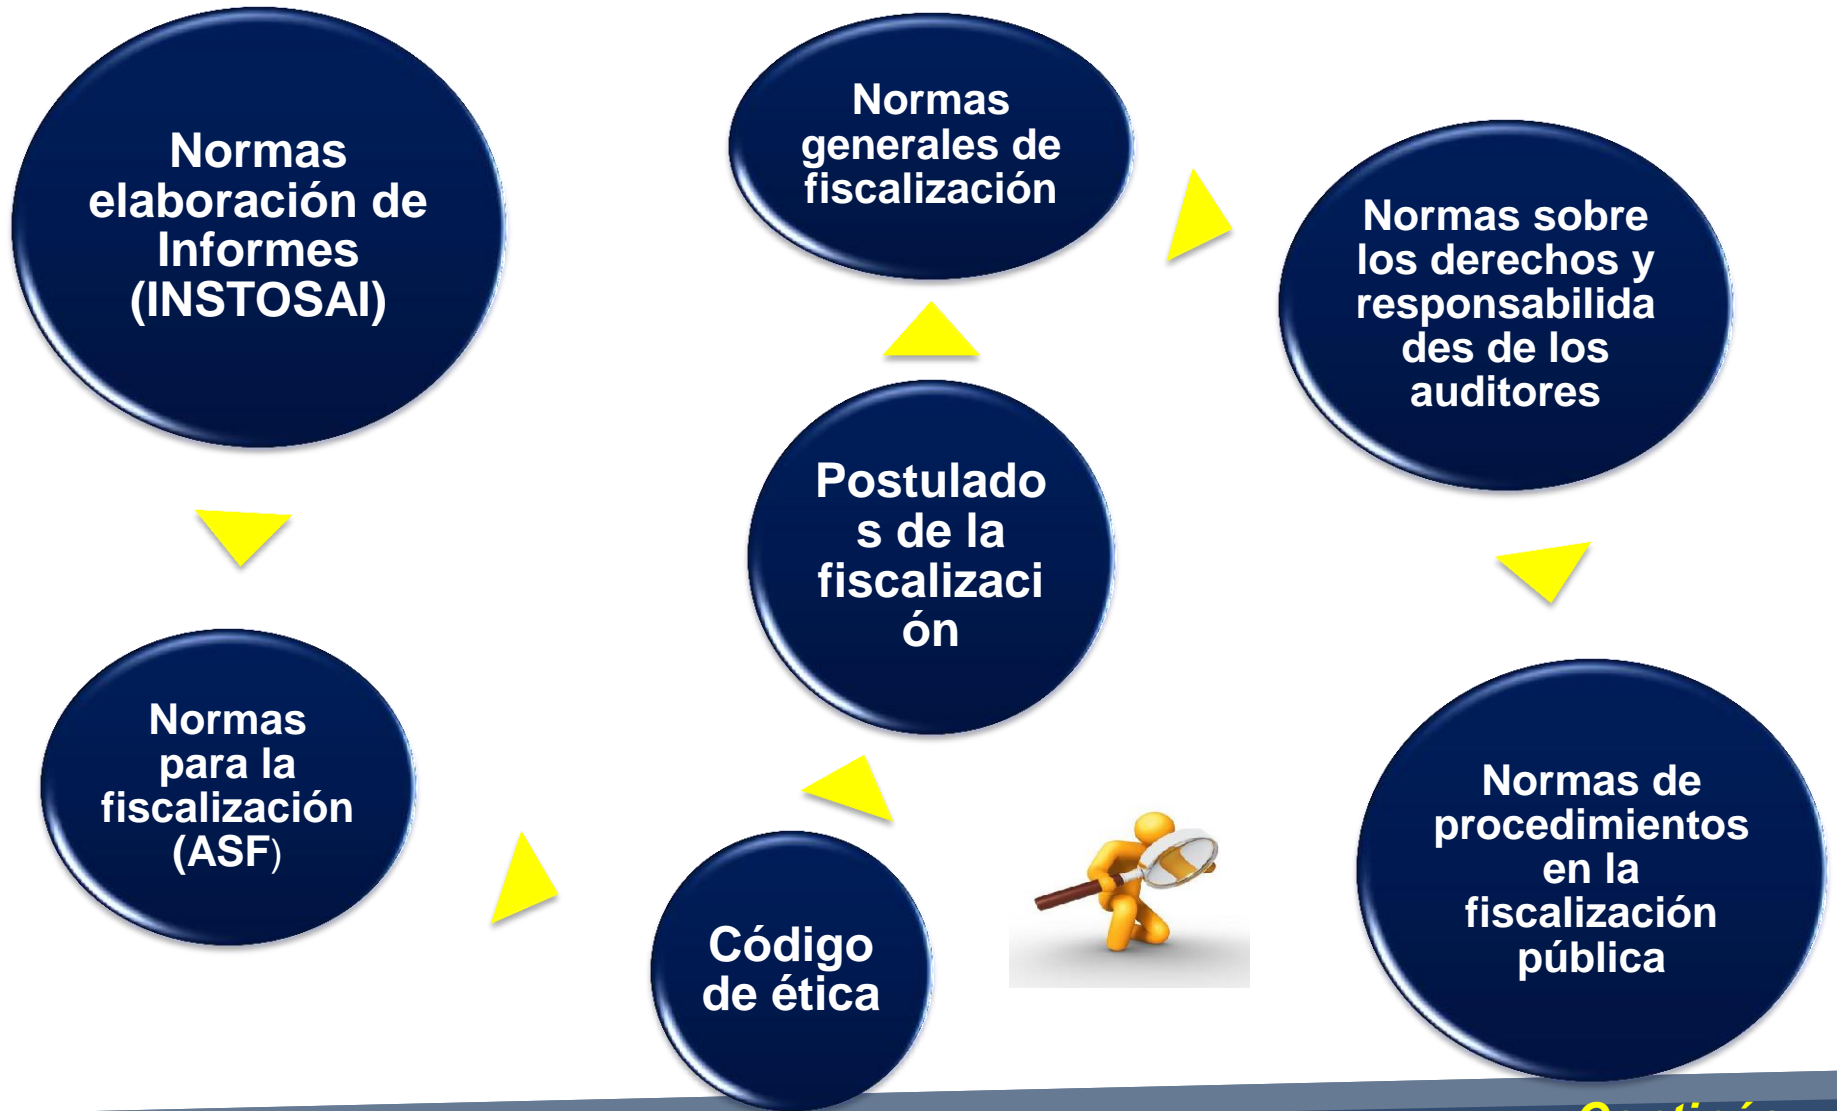 Normas
elaboración de
Informes
(INSTOSAI)
Normas
para la
fiscalización
(ASF)
Código
de ética
Postulado
s de la
fiscalizaci
ón
Normas
generales de
fiscalización
Normas sobre
los derechos y
responsabilida
des de los
auditores
Normas de
procedimientos
en la
fiscalización
pública